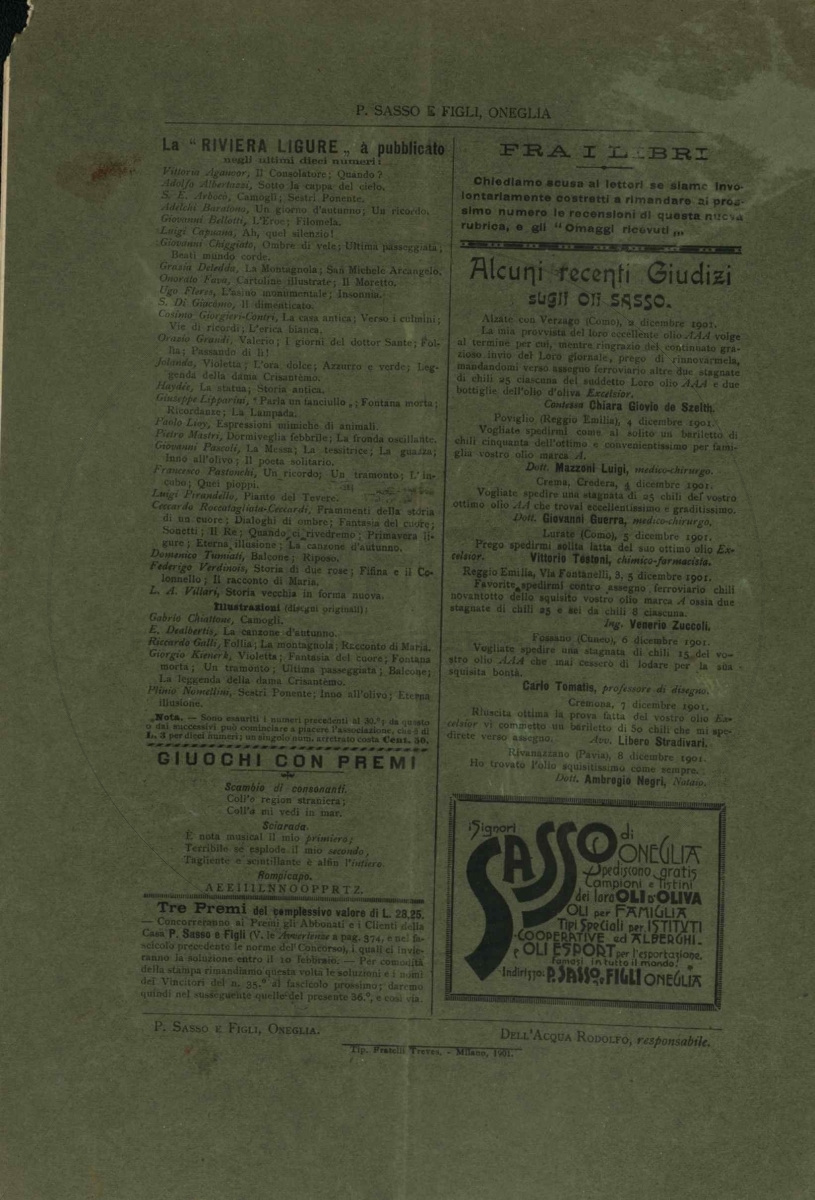 P. SASSO E FIGLI, ONEGLIA
La "RIVIERA LIGURE„ à pubblicato
negli ultimi dieci numeri:
Vittoria Aganoor, Il Consolatore; Quando?
Adolfo Albertazzi, Sotto la cappa del cielo.
S. E. Arbocò, Camogli; Sestri Ponente.
Adelchi Baratono, Un giorno d'autunno; Un ricordo.
Giovanni Bellotti, L'Eroe; Filomela.
Luigi Capuana, Ah, quel silenzio!
Giovanni Chiggiato, Ombre di vele; Ultima passeggiata;
Beati mundo corde.
Grazia Deledda, La Montagnola; San Michele Arcangelo.
Onorato Fava, Cartoline illustrate; Il Moretto.
Ugo Fleres, L'asino monumentale; Insonnia.
S. Di Giacomo, Il dimenticato.
Cosimo Giorgieri-Contri, La casa antica; Verso i culmini;
Vie di ricordi; L'erica bianca.
Orazio Grandi, Valerio; I giorni del dottor Sante; Fol-
lia; Passando di lì!
Jolanda, Violetta; L'ora dolce; Azzurro e verde; Leg-
genda della dama Crisantèmo.
Haydée, La statua; Storia antica.
Giuseppe Lipparini, "Parla un fanciullo„; Fontana morta;
Ricordanze; La Lampada.
Paolo Lioy, Espressioni mimiche di animali.
Pietro Mastri, Dormiveglia febbrile; La fronda oscillante.
Giovanni Pascoli, La Messa; La tessitrice; La guazza;
Inno all'olivo; Il poeta solitario.
Francesco Pastonchi, Un ricordo; Un tramonto; L'in-
cubo; Quei pioppi.
Luigi Pirandello, Pianto del Tevere.
Ceccardo Roccatagliata-Ceccardi, Frammenti della storia
di un cuore; Dialoghi di ombre; Fantasia del cuore;
Sonetti; Il Re; Quando ci rivedremo; Primavera li-
gure; Eterna illusione; La canzone d'autunno.
Domenico Tumiati, Balcone; Riposo.
Federigo Verdinois, Storia di due rose; Fifina e il Co-
lonnello; Il racconto di Maria.
L. A. Villari, Storia vecchia in forma nuova.
Illustrazioni (disegni originali):
Gabrio Chiattone, Camogli.
E. Dealbertis, La canzone d'autunno.
Riccardo Galli, Follia; La montagnola; Racconto di Maria.
Giorgio Kienerk, Violetta; Fantasia del cuore; Fontana
morta; Un tramonto; Ultima passeggiata; Balcone;
La leggenda della dama Crisantèmo.
Plinio Nomellini, Sestri Ponente; Inno all'olivo; Eterna
illusione.
Nota. — Sono esauriti i numeri precedenti al 30.°; da questo
o dai successivi può cominciare a piacere l'associazione, che è di
L. 3 per dieci numeri; un singolo num. arretrato costa Cent. 30.
GIUOCHI CON PREMI
Scambio di consonanti.
Coll'e region straniera;
Coll'a mi vedi in mar.
Sciarada.
È nota musical il mio primiero;
Terribile se esplode il mio secondo,
Tagliente e scintillante è alfin l'intiero.
Rompicapo.
AEEIIILNNOOPPRTZ.
Tre Premi del complessivo valore di L. 28,25.
— Concorreranno ai Premi gli Abbonati e i Clienti della
Casa P. Sasso e Figli (V. le Avvertenze a pag. 374, e nel fa-
scicolo precedente le norme del Concorso), i quali ci invie-
ranno la soluzione entro il 10 febbraio. — Per comodità
della stampa rimandiamo questa volta le soluzioni e i nomi
dei Vincitori del n. 35.° al fascicolo prossimo; daremo
quindi nel susseguente quelle del presente 36.°, e così via.
FRA I LIBRI
Chiediamo scusa ai lettori se siamo invo-
lontariamente costretti a rimandare al pros-
simo numero le recensioni di questa nuova
rubrica, e gli "Omaggi ricevuti„
Alcuni recenti Giudizi
sugli Oli SASSO.
Alzate con Verzago (Como), 2 dicembre 1901.
La mia provvista del loro eccellente olio AAA volge
al termine per cui, mentre ringrazio del continuato gra-
zioso invio del Loro giornale, prego di rinnovarmela,
mandandomi verso assegno ferroviario altre due stagnate
di chili 25 ciascuna del suddetto Loro olio AAA e due
bottiglie dell'olio d'oliva Excelsior.
Contessa Chiara Giovio de Szelth.
Poviglio (Reggio Emilia), 4 dicembre 1901.
Vogliate spedirmi come al solito un bariletto di
chili cinquanta dell'ottimo e convenientissimo per fami-
glia vostro olio marca A.
Dott. Mazzoni Luigi, medico-chirurgo.
Crema, Credera, 4 dicembre 1901.
Vogliate spedire una stagnata di 25 chili del vostro
ottimo olio AA che trovai eccellentissimo e graditissimo.
Dott. Giovanni Guerra, medico-chirurgo.
Lurate (Como), 5 dicembre 1901.
Prego spedirmi solita latta del suo ottimo olio Ex-
celsior.
Vittorio Testoni, chimico-farmacista.
Reggio Emilia, Via Fontanelli, 3, 5 dicembre 1901.
Favorite spedirmi contro assegno ferroviario chili
novantotto dello squisito vostro olio marca A ossia due
stagnate di chili 25 e sei da chili 8 ciascuna.
Ing. Venerio Zuccoli.
Fossano (Cuneo), 6 dicembre 1901.
Vogliate spedire una stagnata di chili 15 del vo-
stro olio AAA che mai cesserò di lodare per la sua
squisita bontà.
Carlo Tomatis, professore di disegno.
Cremona, 7 dicembre 1901.
Riuscita ottima la prova fatta del vostro olio Ex-
celsior vi commetto un bariletto di 50 chili che mi spe-
direte verso assegno.
Avv. Libero Stradivari.
Rivanazzano (Pavia), 8 dicembre 1901.
Ho trovato l'olio squisitissimo come sempre.
Dott. Ambrogio Negri, Notaio.
i Signori
SASSO di
ONEGLIA
spediscono gratis
Campioni e listini
dei loro OLI D'OLIVA
OLI per FAMIGLIA
Tipi Speciali per ISTITUTI
COOPERATIVE ed ALBERGHI.
e OLI ESPORT per l'esportazione.
famosi in tutto il mondo.
Indirizzo: P. SASSO e FIGLI ONEGLIA
P. SASSO E FIGLI, ONEGLIA.
DELL'ACQUA RODOLFO, responsabile.
Tip. Fratelli Treves. - Milano, 1901.